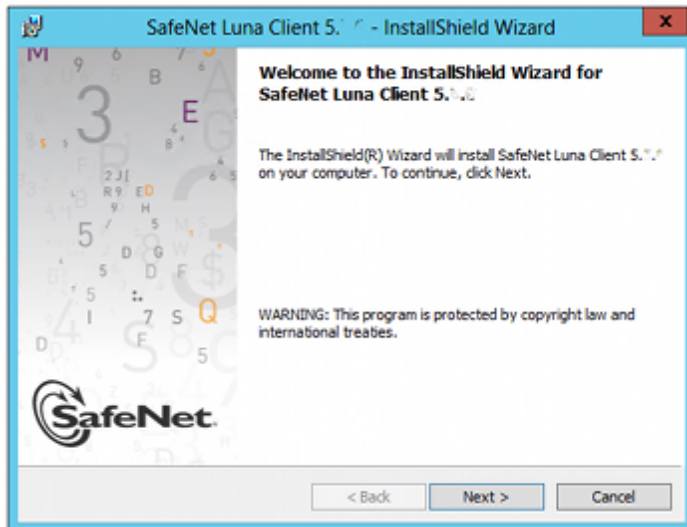 SafeNet Luna Client 5. - InstallShield Wizard
x
Welcome to the InstallShield Wizard for
SafeNet Luna Client 5.
The InstallShield(R) Wizard will install SafeNet Luna Client 5.
on your computer. To continue, click Next.
WARNING: This program is protected by copyright law and
international treaties.
SafeNet.
< Back
Next >
Cancel